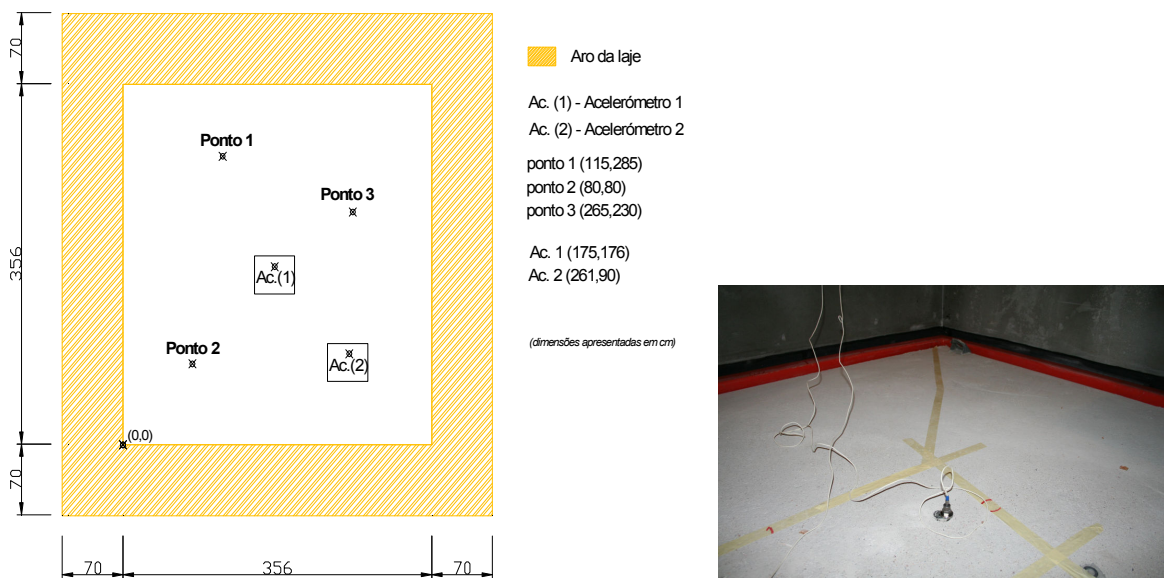 70
356
70
Ponto 1
Ponto 3
Ac.(1)
Ponto 2
Ac.(2)
(0,0)
70
356
70
Aro da laje
Ac. (1) - Acelerómetro 1
Ac. (2) - Acelerómetro 2
ponto 1 (115,285)
ponto 2 (80,80)
ponto 3 (265,230)
Ac. 1 (175,176)
Ac. 2 (261,90)
(dimensões apresentadas em cm)